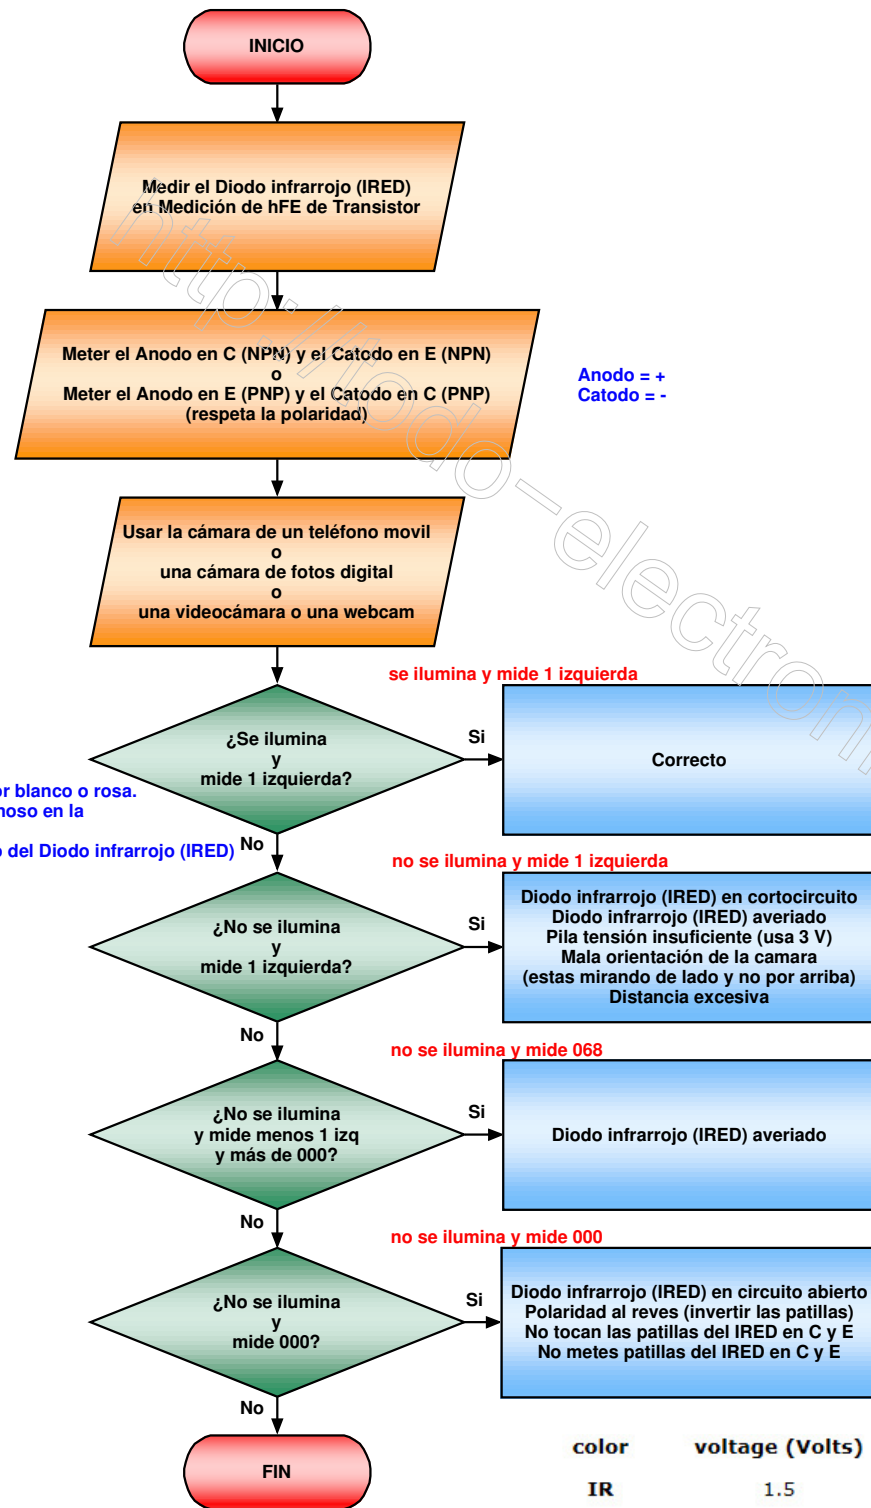 INICIO
Medir el Diodo infrarrojo (IRED)
en Medición de hFE de Transistor
Meter el Anodo en C (NPN) y el Catodo en E (NPN)
o
Meter el Anodo en E (PNP) y el Catodo en C (PNP)
(respeta la polaridad)
Anodo = +
Catodo = -
Usar la cámara de un teléfono movil
o
una cámara de fotos digital
o
una videocámara o una webcam
se ilumina y mide 1 izquierda
¿Se ilumina
y
mide 1 izquierda?
Si
Correcto
or blanco o rosa.
noso en la
o del Diodo infrarrojo (IRED)
No
no se ilumina y mide 1 izquierda
¿No se ilumina
y
mide 1 izquierda?
Si
Diodo infrarrojo (IRED) en cortocircuito
Diodo infrarrojo (IRED) averiado
Pila tensión insuficiente (usa 3 V)
Mala orientación de la camara
(estas mirando de lado y no por arriba)
Distancia excesiva
No
no se ilumina y mide 068
¿No se ilumina
y mide menos 1 izq
y más de 000?
Si
Diodo infrarrojo (IRED) averiado
No
no se ilumina y mide 000
¿No se ilumina
y
mide 000?
Si
Diodo infrarrojo (IRED) en circuito abierto
Polaridad al reves (invertir las patillas)
No tocan las patillas del IRED en C y E
No metes patillas del IRED en C y E
No
FIN
color voltage (Volts)
IR 1.5
http://todo-electroni